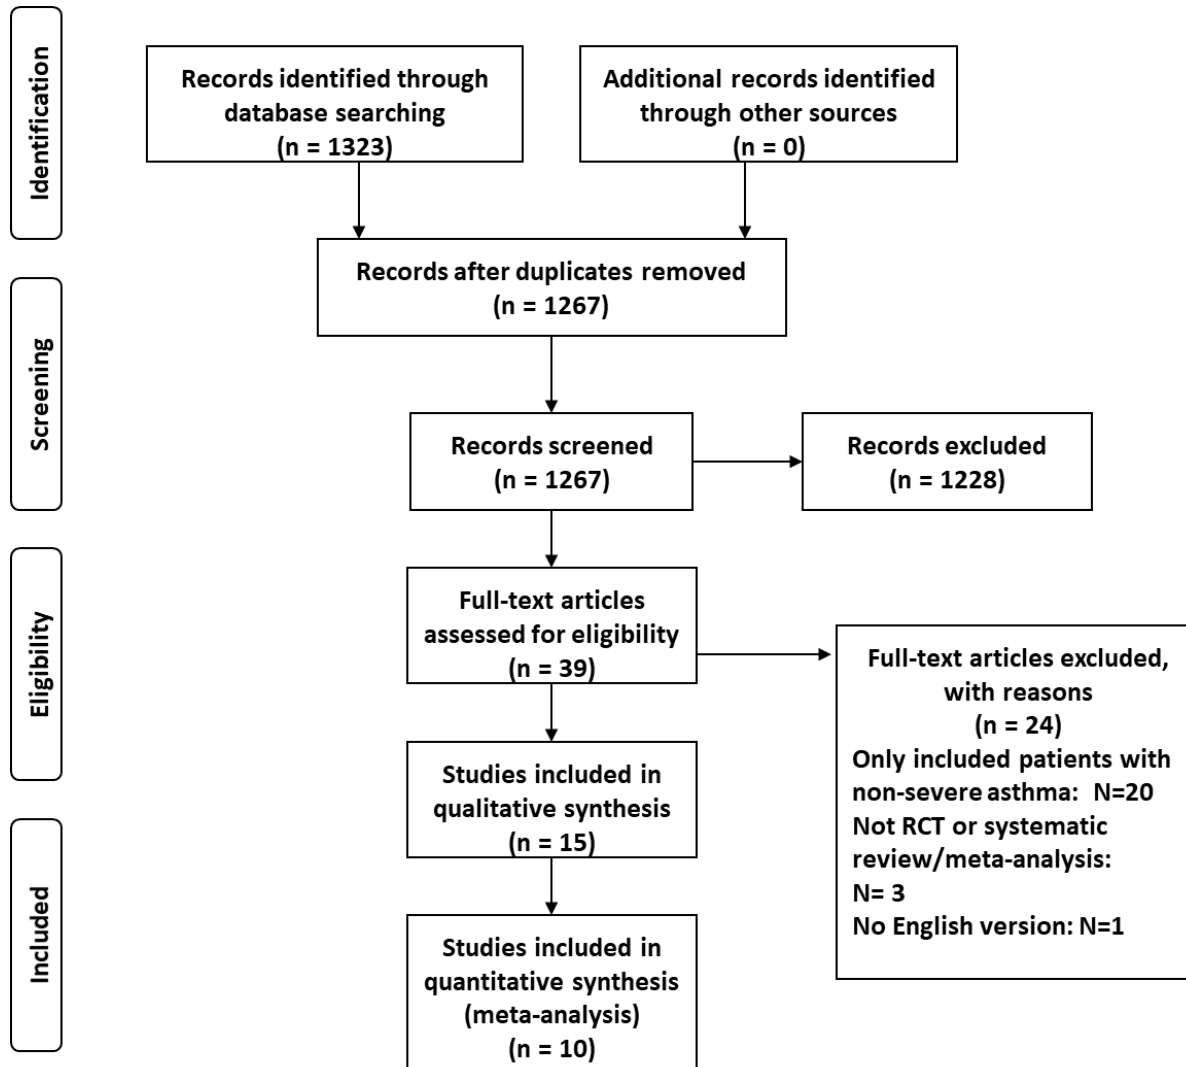 Identification
Records identified through
database searching
(n = 1323)
Additional records identified
through other sources
(n = 0)
Records after duplicates removed
(n = 1267)
Screening
Records screened
(n = 1267)
Records excluded
(n = 1228)
Eligibility
Full-text articles
assessed for eligibility
(n = 39)
Full-text articles excluded,
with reasons
(n = 24)
Only included patients with
non-severe asthma:  N=20
Not RCT or systematic
review/meta-analysis:
N= 3
No English version: N=1
Studies included in
qualitative synthesis
(n = 15)
Included
Studies included in
quantitative synthesis
(meta-analysis)
(n = 10)